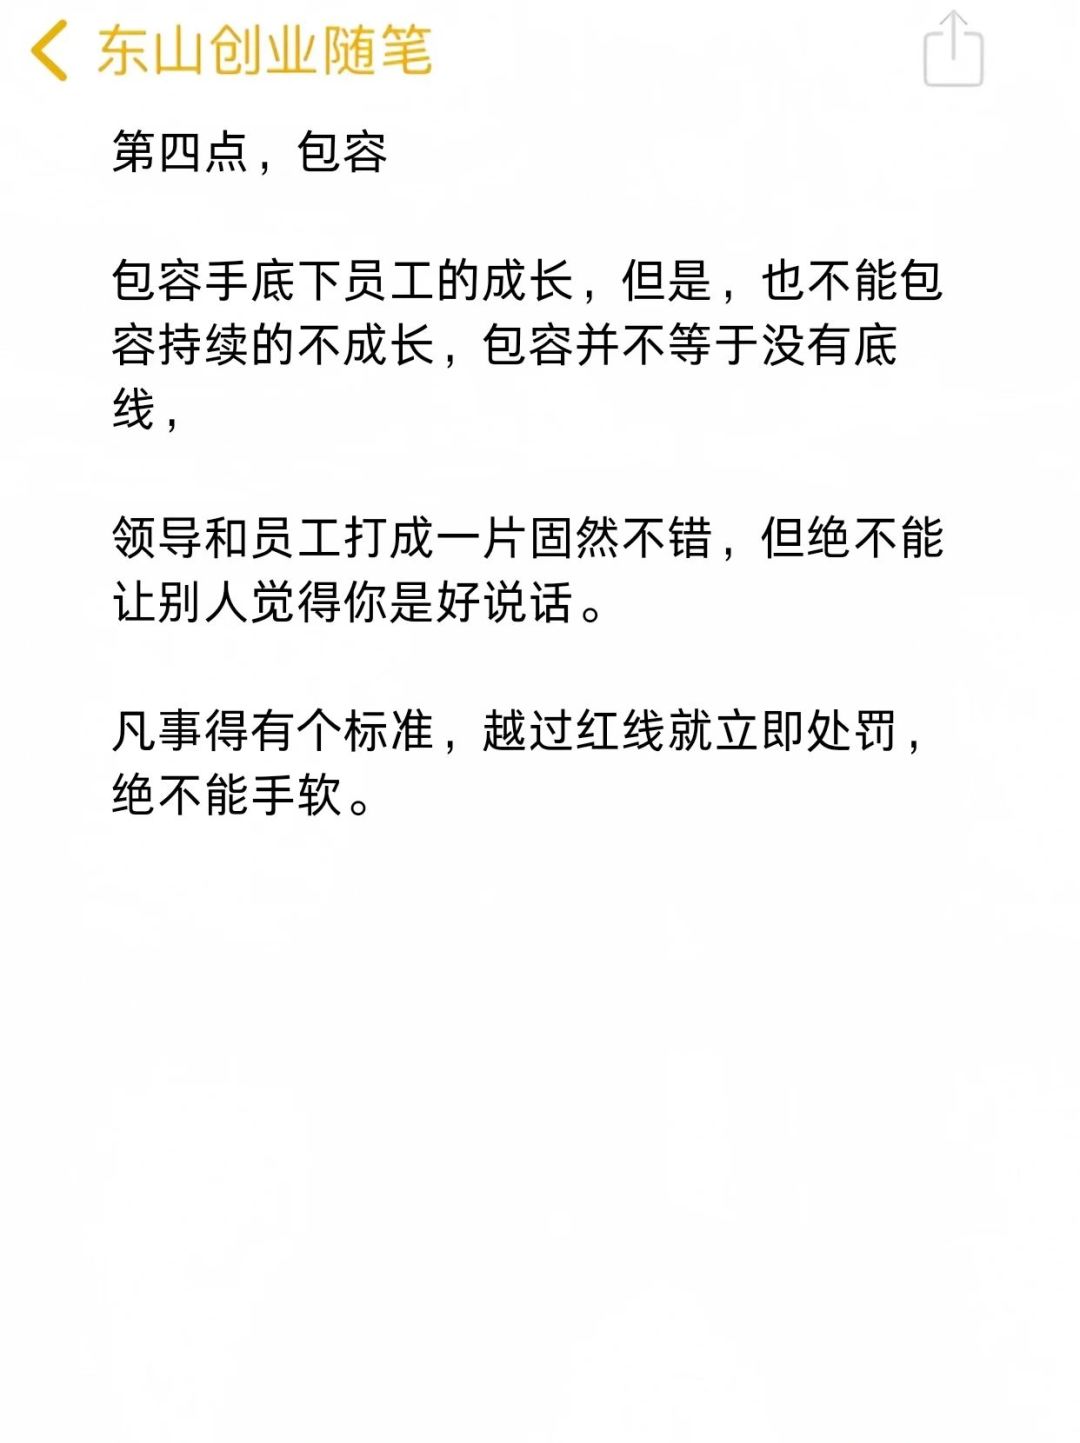 东山创业随笔
第四点，包容
包容手底下员工的成长，但是，也不能包
容持续的不成长，包容并不等于没有底
线，
领导和员工打成一片固然不错，但绝不能
让别人觉得你是好说话。
凡事得有个标准，越过红线就立即处罚，
绝不能手软。